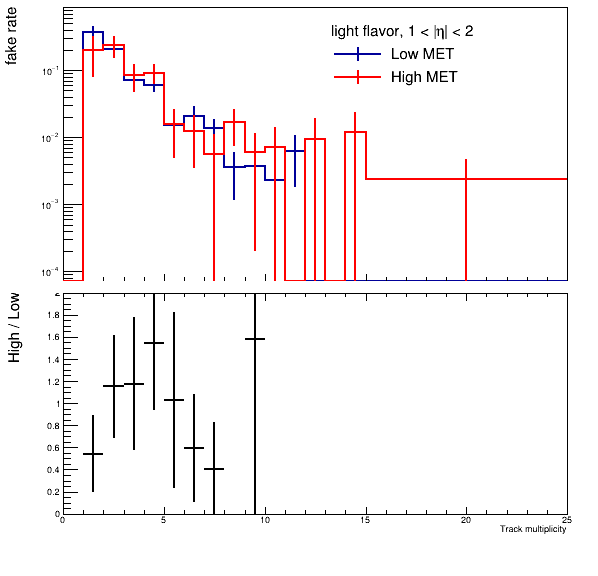 fake rate
light flavor, 1 < |η| < 2
Low MET
High MET
10⁻¹
10⁻²
10⁻³
10⁻⁴
High / Low
2
1.8
1.6
1.4
1.2
1
0.8
0.6
0.4
0.2
0
0 5 10 15 20 25
Track multiplicity